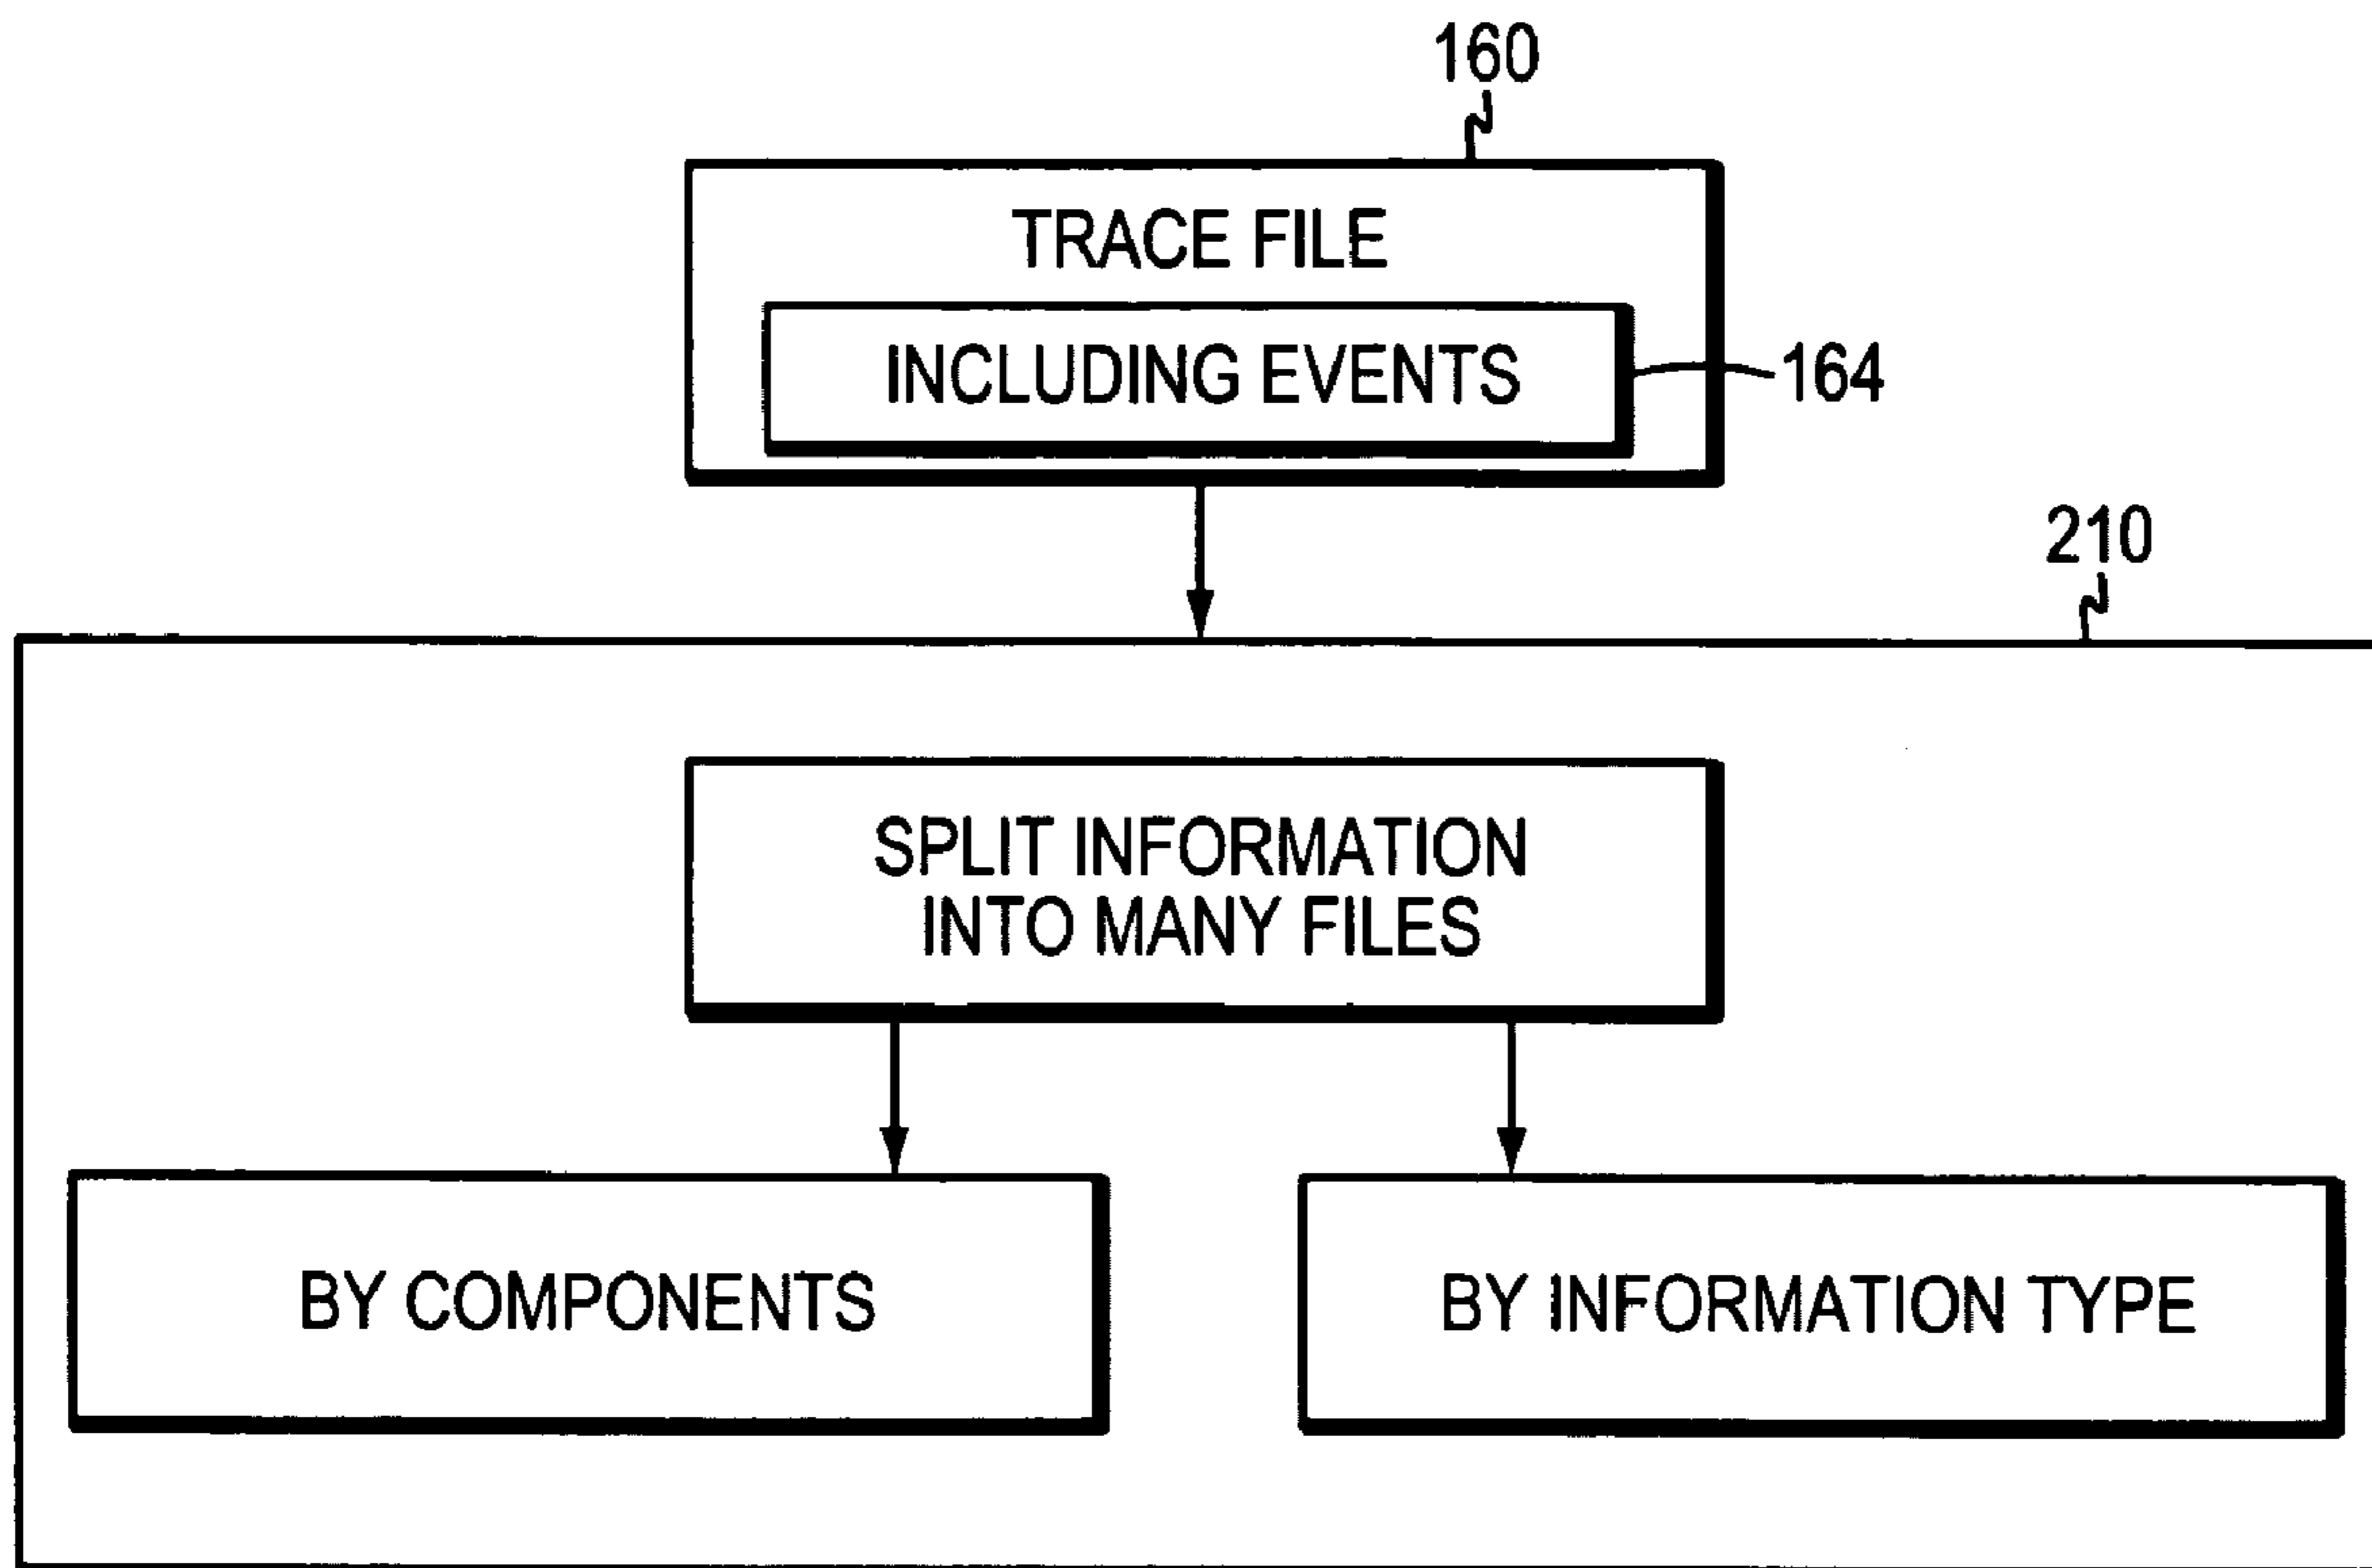 160
TRACE FILE
INCLUDING EVENTS
164
210
SPLIT INFORMATION
INTO MANY FILES
BY COMPONENTS
BY INFORMATION TYPE